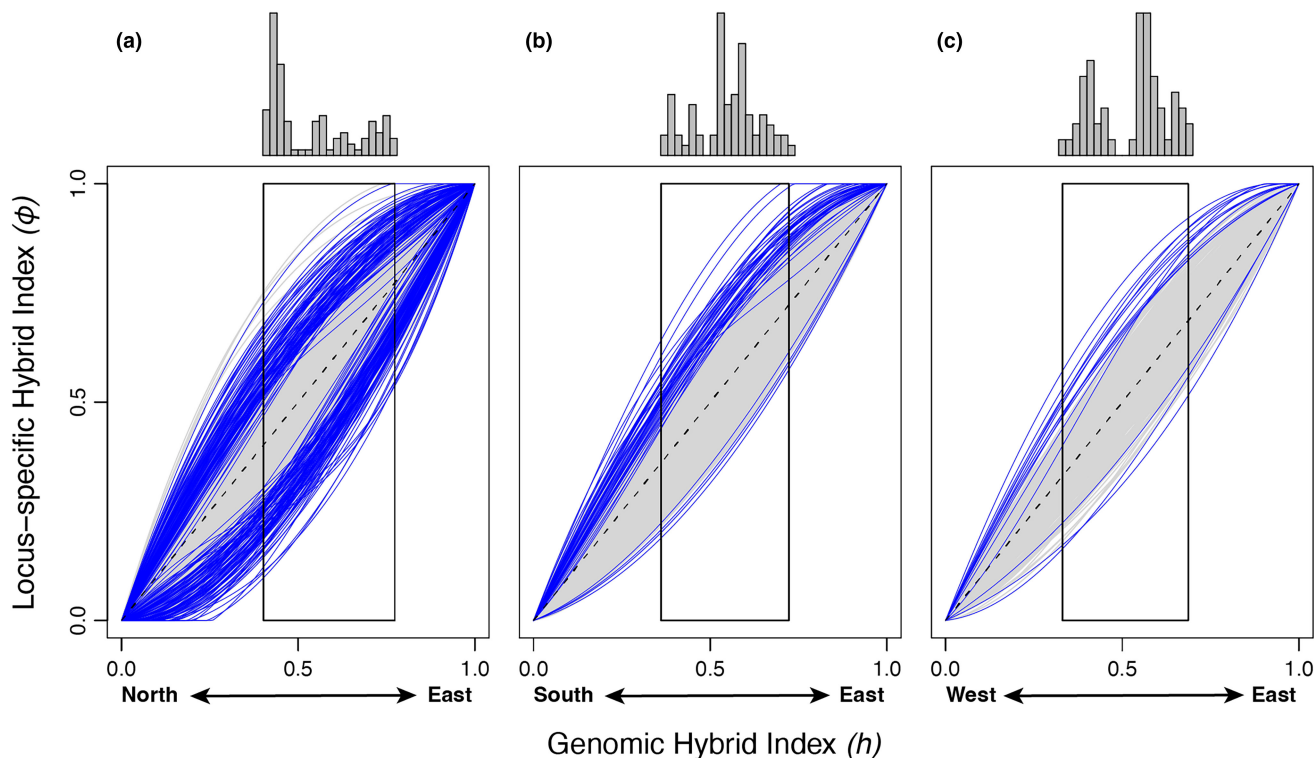 (a)
(b)
(c)
Locus−specific Hybrid Index (ϕ)
1.0
0.5
0.0
0.0 0.5 1.0
0.0 0.5 1.0
0.0 0.5 1.0
North East
South East
West East
Genomic Hybrid Index (h)